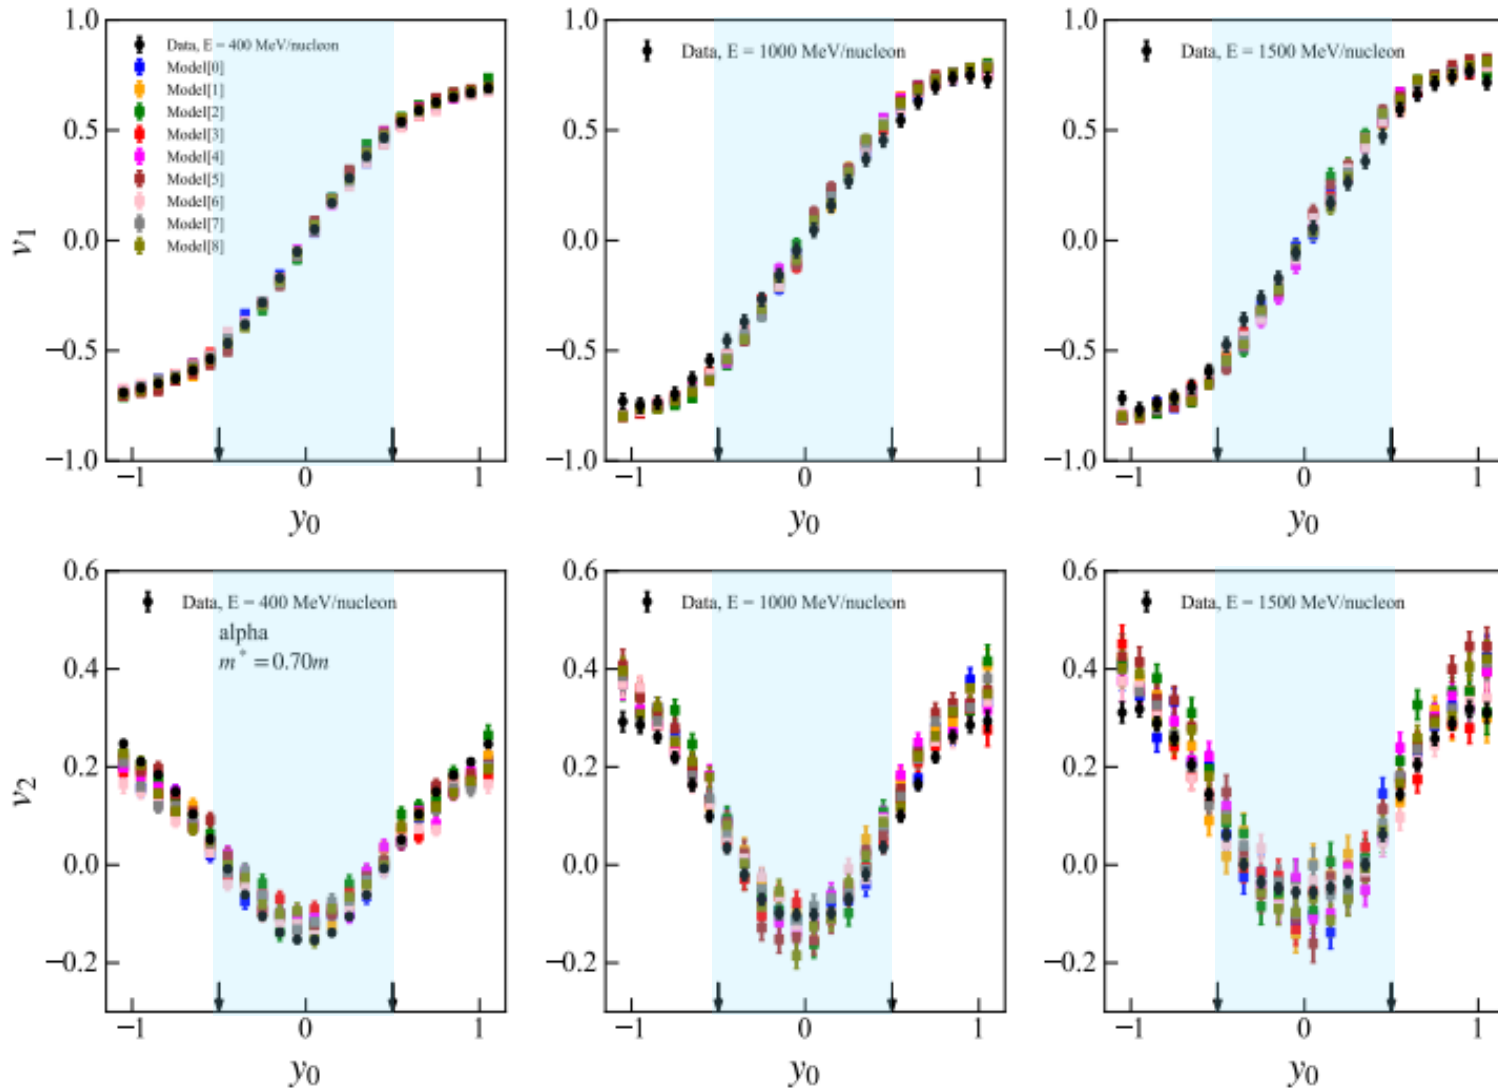 1.0
0.5
0.0
−0.5
−1.0
v1
Data, E = 400 MeV/nucleon
Model[0]
Model[1]
Model[2]
Model[3]
Model[4]
Model[5]
Model[6]
Model[7]
Model[8]
−1 0 1
y0
1.0
0.5
0.0
−0.5
−1.0
Data, E = 1000 MeV/nucleon
−1 0 1
y0
1.0
0.5
0.0
−0.5
−1.0
Data, E = 1500 MeV/nucleon
−1 0 1
y0
0.6
0.4
0.2
0.0
−0.2
v2
Data, E = 400 MeV/nucleon
alpha
m* = 0.70m
−1 0 1
y0
0.6
0.4
0.2
0.0
−0.2
Data, E = 1000 MeV/nucleon
−1 0 1
y0
0.6
0.4
0.2
0.0
−0.2
Data, E = 1500 MeV/nucleon
−1 0 1
y0